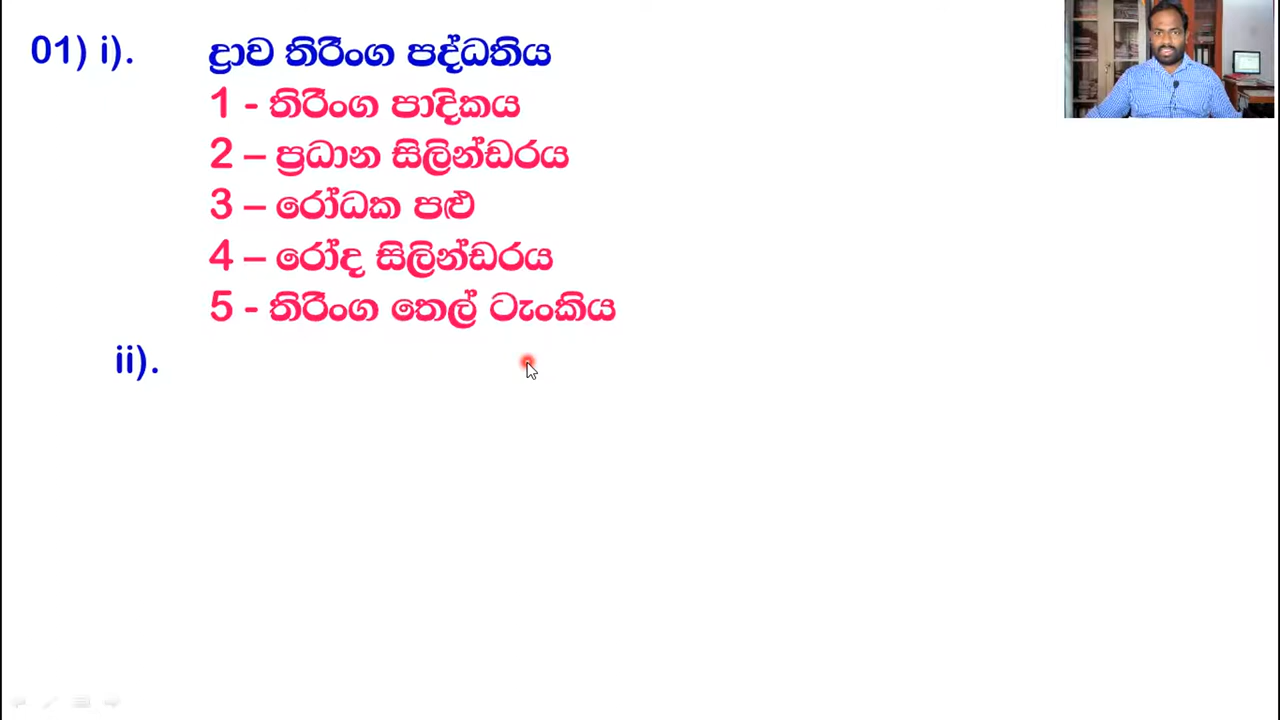 01) i). ද්‍රාව තිරිංග පද්ධතිය
1 - තිරිංග පාදිකය
2 – ප්‍රධාන සිලින්ඩරය
3 – රෝධක පළු
4 – රෝද සිලින්ඩරය
5 - තිරිංග තෙල් ටැංකිය
ii).